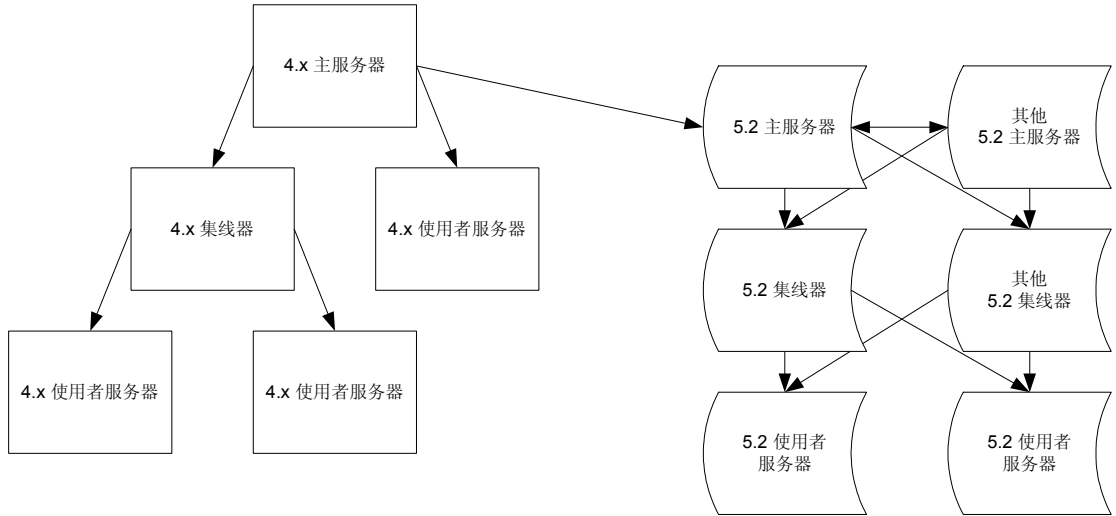 4.x 主服务器
5.2 主服务器
其他
5.2 主服务器
4.x 集线器
4.x 使用者服务器
5.2 集线器
其他
5.2 集线器
4.x 使用者服务器
4.x 使用者服务器
5.2 使用者
服务器
5.2 使用者
服务器